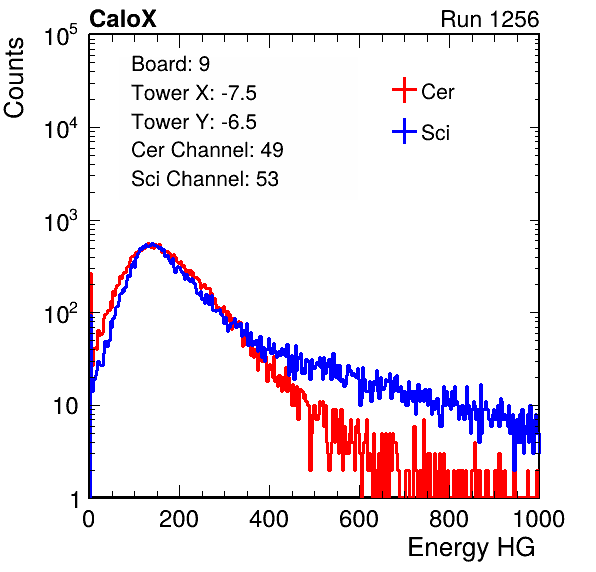 CaloX Run 1256
Counts
Board: 9
Tower X: -7.5
Tower Y: -6.5
Cer Channel: 49
Sci Channel: 53
Cer
Sci
10^5
10^4
10^3
10^2
10
1
0 200 400 600 800 1000
Energy HG